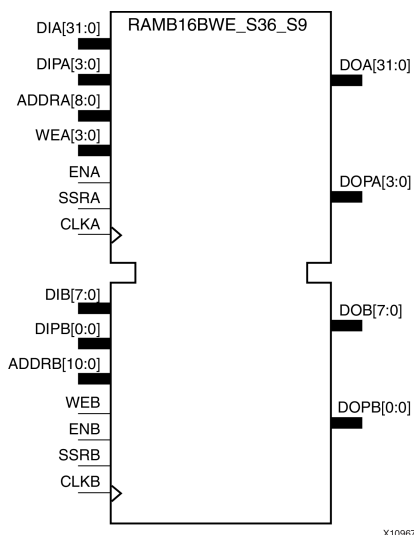 RAMB16BWE_S36_S9
DIA[31:0]
DIPA[3:0]
ADDRA[8:0]
WEA[3:0]
ENA
SSRA
CLKA
DOA[31:0]
DOPA[3:0]
DIB[7:0]
DIPB[0:0]
ADDRB[10:0]
WEB
ENB
SSRB
CLKB
DOB[7:0]
DOPB[0:0]
X10967